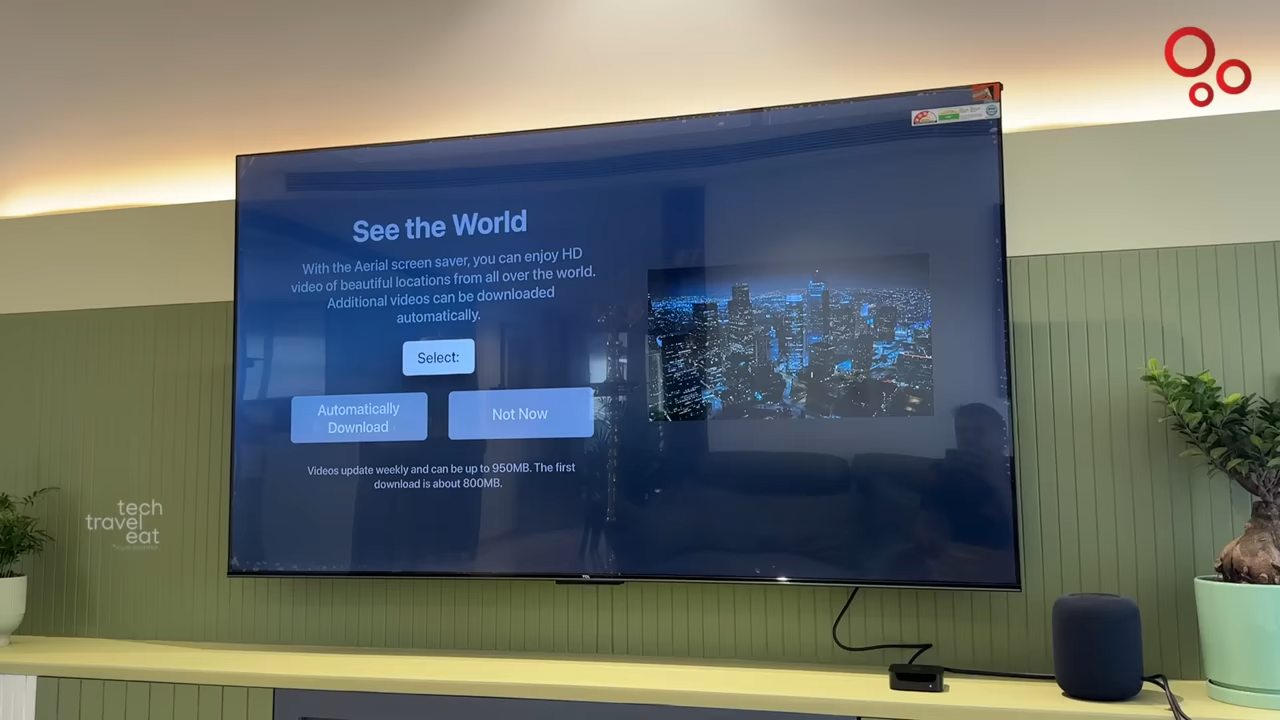 See the World
With the Aerial screen saver, you can enjoy HD
video of beautiful locations from all over the world.
Additional videos can be downloaded
automatically.
Select:
Automatically
Download
Not Now
Videos update weekly and can be up to 950MB. The first
download is about 800MB.
TCL
tech
travel
eat